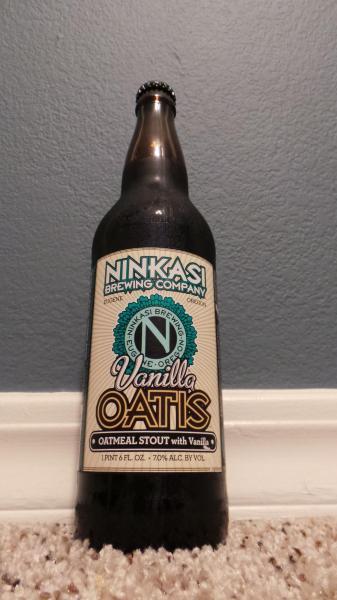 NINKASI
BREWING COMPANY
EUGENE OREGON
NINKASI BREWING
N
EUGENE • OREGON
Vanilla
OATIS
OATMEAL STOUT with Vanilla
1 PINT 6 FL. OZ. • 7.0% ALC. BY VOL.